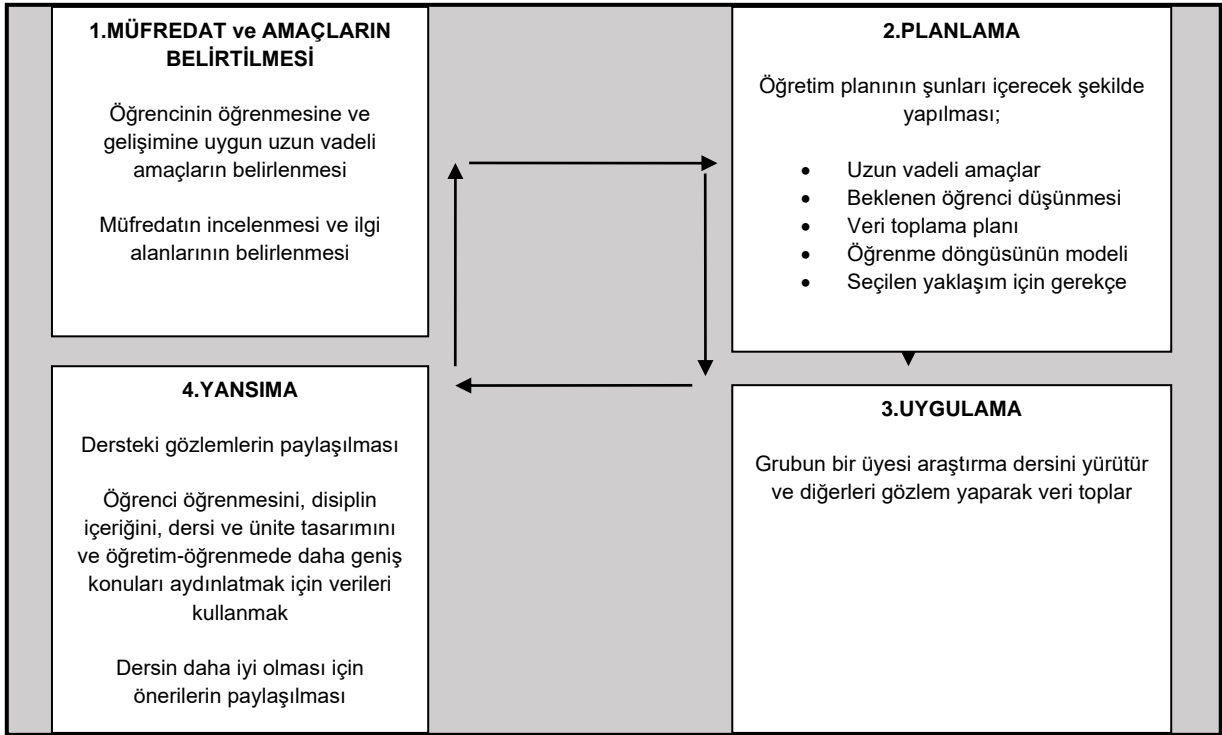 1.MÜFREDAT ve AMAÇLARIN
BELİRTİLMESİ
Öğrencinin öğrenmesine ve
gelişimine uygun uzun vadeli
amaçların belirlenmesi
Müfredatın incelenmesi ve ilgi
alanlarının belirlenmesi
2.PLANLAMA
Öğretim planının şunları içerecek şekilde
yapılması;
• Uzun vadeli amaçlar
• Beklenen öğrenci düşünmesi
• Veri toplama planı
• Öğrenme döngüsünün modeli
• Seçilen yaklaşım için gerekçe
3.UYGULAMA
Grubun bir üyesi araştırma dersini yürütür
ve diğerleri gözlem yaparak veri toplar
4.YANSIMA
Dersteki gözlemlerin paylaşılması
Öğrenci öğrenmesini, disiplin
içeriğini, dersi ve ünite tasarımını
ve öğretim-öğrenmede daha geniş
konuları aydınlatmak için verileri
kullanmak
Dersin daha iyi olması için
önerilerin paylaşılması